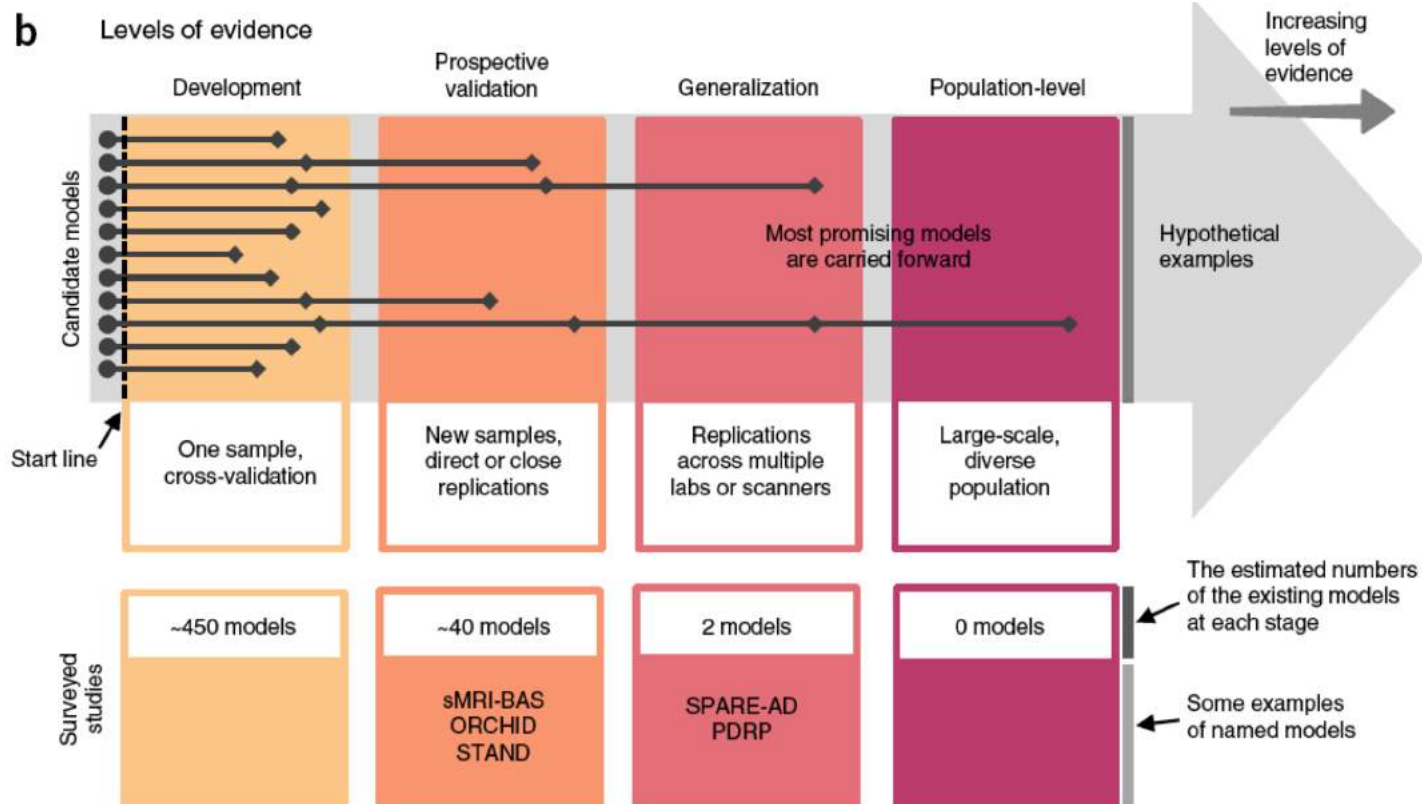 b
Levels of evidence
Development
Prospective
validation
Generalization
Population-level
Increasing
levels of
evidence
Candidate models
Most promising models
are carried forward
Hypothetical
examples
Start line
One sample,
cross-validation
New samples,
direct or close
replications
Replications
across multiple
labs or scanners
Large-scale,
diverse
population
Surveyed
studies
~450 models
~40 models
2 models
0 models
The estimated numbers
of the existing models
at each stage
sMRI-BAS
ORCHID
STAND
SPARE-AD
PDRP
Some examples
of named models